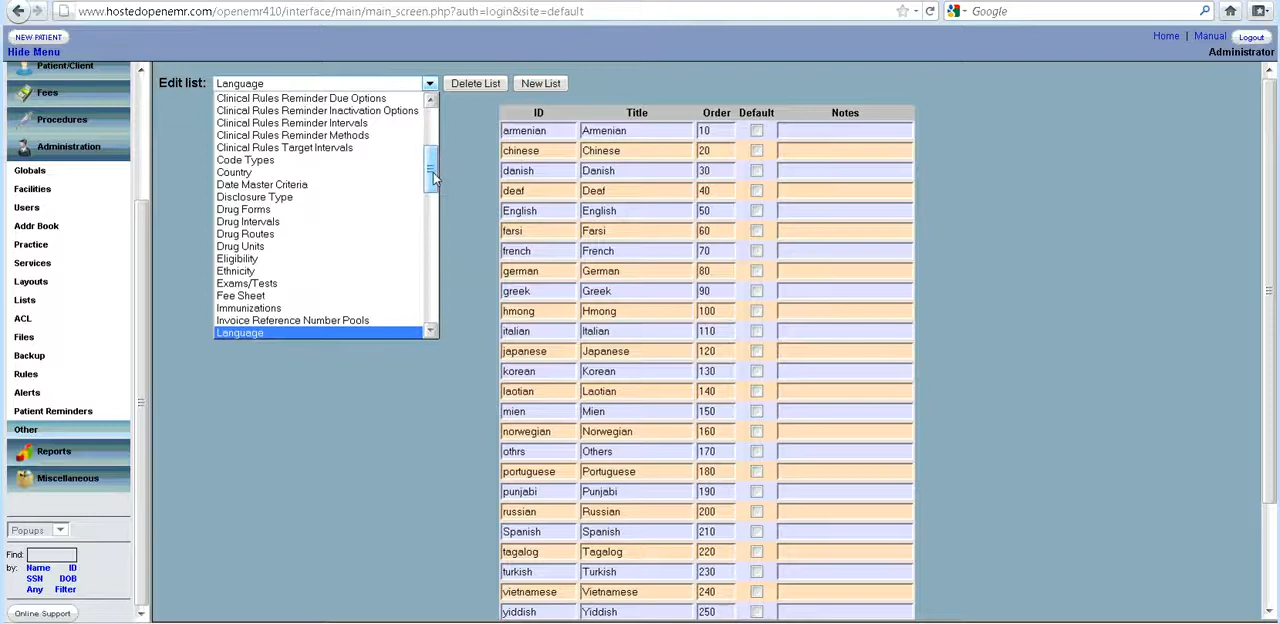 www.hostedopenemr.com/openemr410/interface/main/main_screen.php?auth=login&site=default
Google
NEW PATIENT
Home | Manual Logout
Hide Menu
Administrator
Patient/Client
Fees
Procedures
Administration
Globals
Facilities
Users
Addr Book
Practice
Services
Layouts
Lists
ACL
Files
Backup
Rules
Alerts
Patient Reminders
Other
Reports
Miscellaneous
Popups
Find:
by: Name ID
SSN DOB
Any Filter
Online Support
Edit list: Language Delete List New List
Clinical Rules Reminder Due Options
Clinical Rules Reminder Inactivation Options
Clinical Rules Reminder Intervals
Clinical Rules Reminder Methods
Clinical Rules Target Intervals
Code Types
Country
Date Master Criteria
Disclosure Type
Drug Forms
Drug Intervals
Drug Routes
Drug Units
Eligibility
Ethnicity
Exams/Tests
Fee Sheet
Immunizations
Invoice Reference Number Pools
Language
ID Title Order Default Notes
armenian Armenian 10
chinese Chinese 20
danish Danish 30
deaf Deaf 40
English English 50
farsi Farsi 60
french French 70
german German 80
greek Greek 90
hmong Hmong 100
italian Italian 110
japanese Japanese 120
korean Korean 130
laotian Laotian 140
mien Mien 150
norwegian Norwegian 160
othrs Others 170
portuguese Portuguese 180
punjabi Punjabi 190
russian Russian 200
Spanish Spanish 210
tagalog Tagalog 220
turkish Turkish 230
vietnamese Vietnamese 240
yiddish Yiddish 250